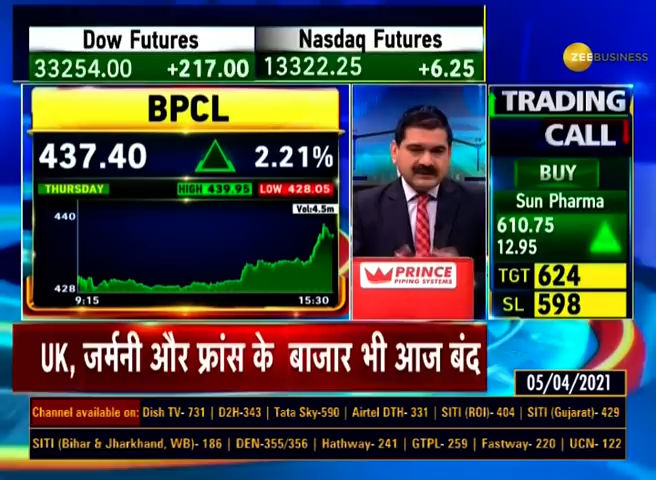 Dow Futures
33254.00 +217.00
Nasdaq Futures
13322.25 +6.25
ZEEBUSINESS
BPCL
437.40 2.21%
THURSDAY HIGH 439.95 LOW 428.05
Vol:4.5m
440
428
9:15 15:30
PRINCE
PIPING SYSTEMS
TRADING
CALL
BUY
Sun Pharma
610.75
12.95
TGT 624
SL 598
UK, जर्मनी और फ्रांस के बाजार भी आज बंद
05/04/2021
Channel available on: Dish TV- 731 | D2H-343 | Tata Sky-590 | Airtel DTH- 331 | SITI (ROI)- 404 | SITI (Gujarat)- 429
SITI (Bihar & Jharkhand, WB)- 186 | DEN-355/356 | Hathway- 241 | GTPL- 259 | Fastway- 220 | UCN- 122